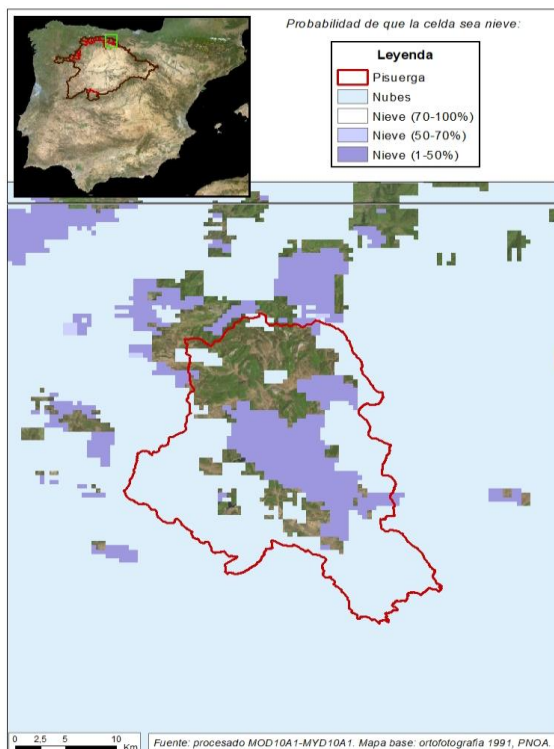 Probabilidad de que la celda sea nieve:
Leyenda
Pisuerga
Nubes
Nieve (70-100%)
Nieve (50-70%)
Nieve (1-50%)
0 2,5 5 10
Km
Fuente: procesado MOD10A1-MYD10A1. Mapa base: ortofotografía 1991, PNOA.